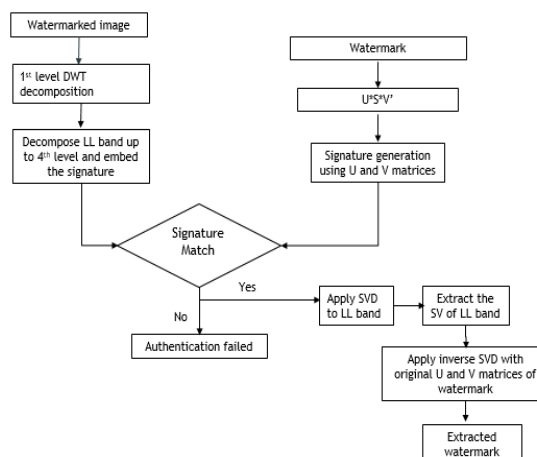 Watermarked image
1st level DWT
decomposition
Decompose LL band up
to 4th level and embed
the signature
Watermark
U*S*V'
Signature generation
using U and V matrices
Signature
Match
Yes
No
Authentication failed
Apply SVD
to LL band
Extract the
SV of LL band
Apply inverse SVD with
original U and V matrices of
watermark
Extracted
watermark